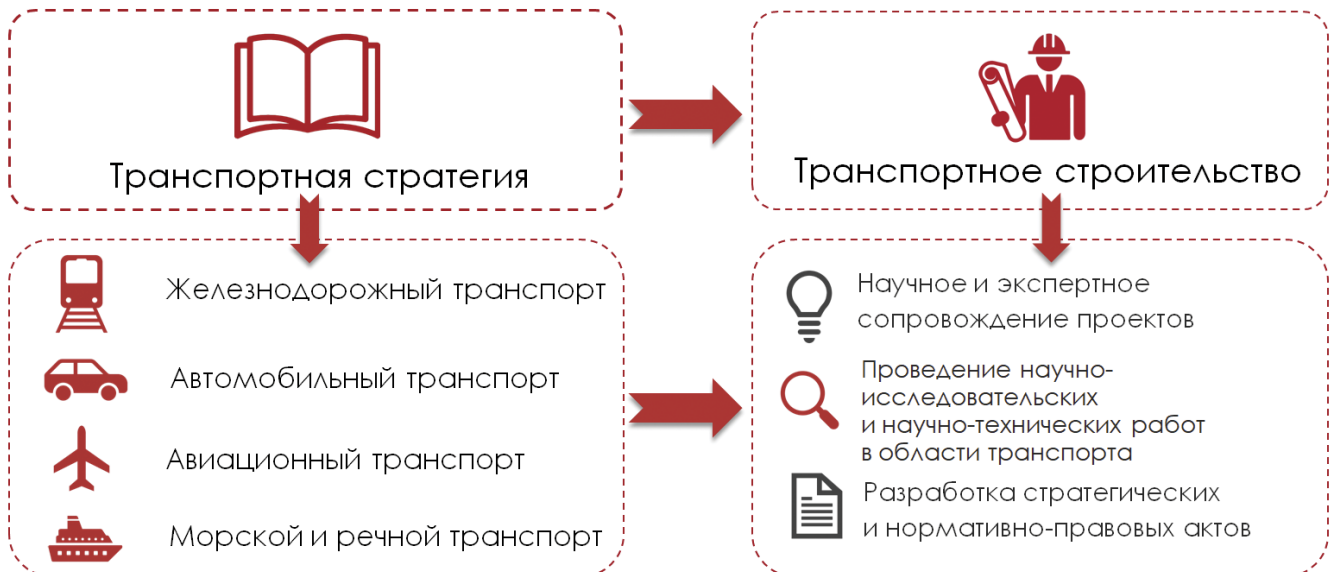 Транспортная стратегия
Транспортное строительство
Железнодорожный транспорт
Автомобильный транспорт
Авиационный транспорт
Морской и речной транспорт
Научное и экспертное
сопровождение проектов
Проведение научно-
исследовательских
и научно-технических работ
в области транспорта
Разработка стратегических
и нормативно-правовых актов